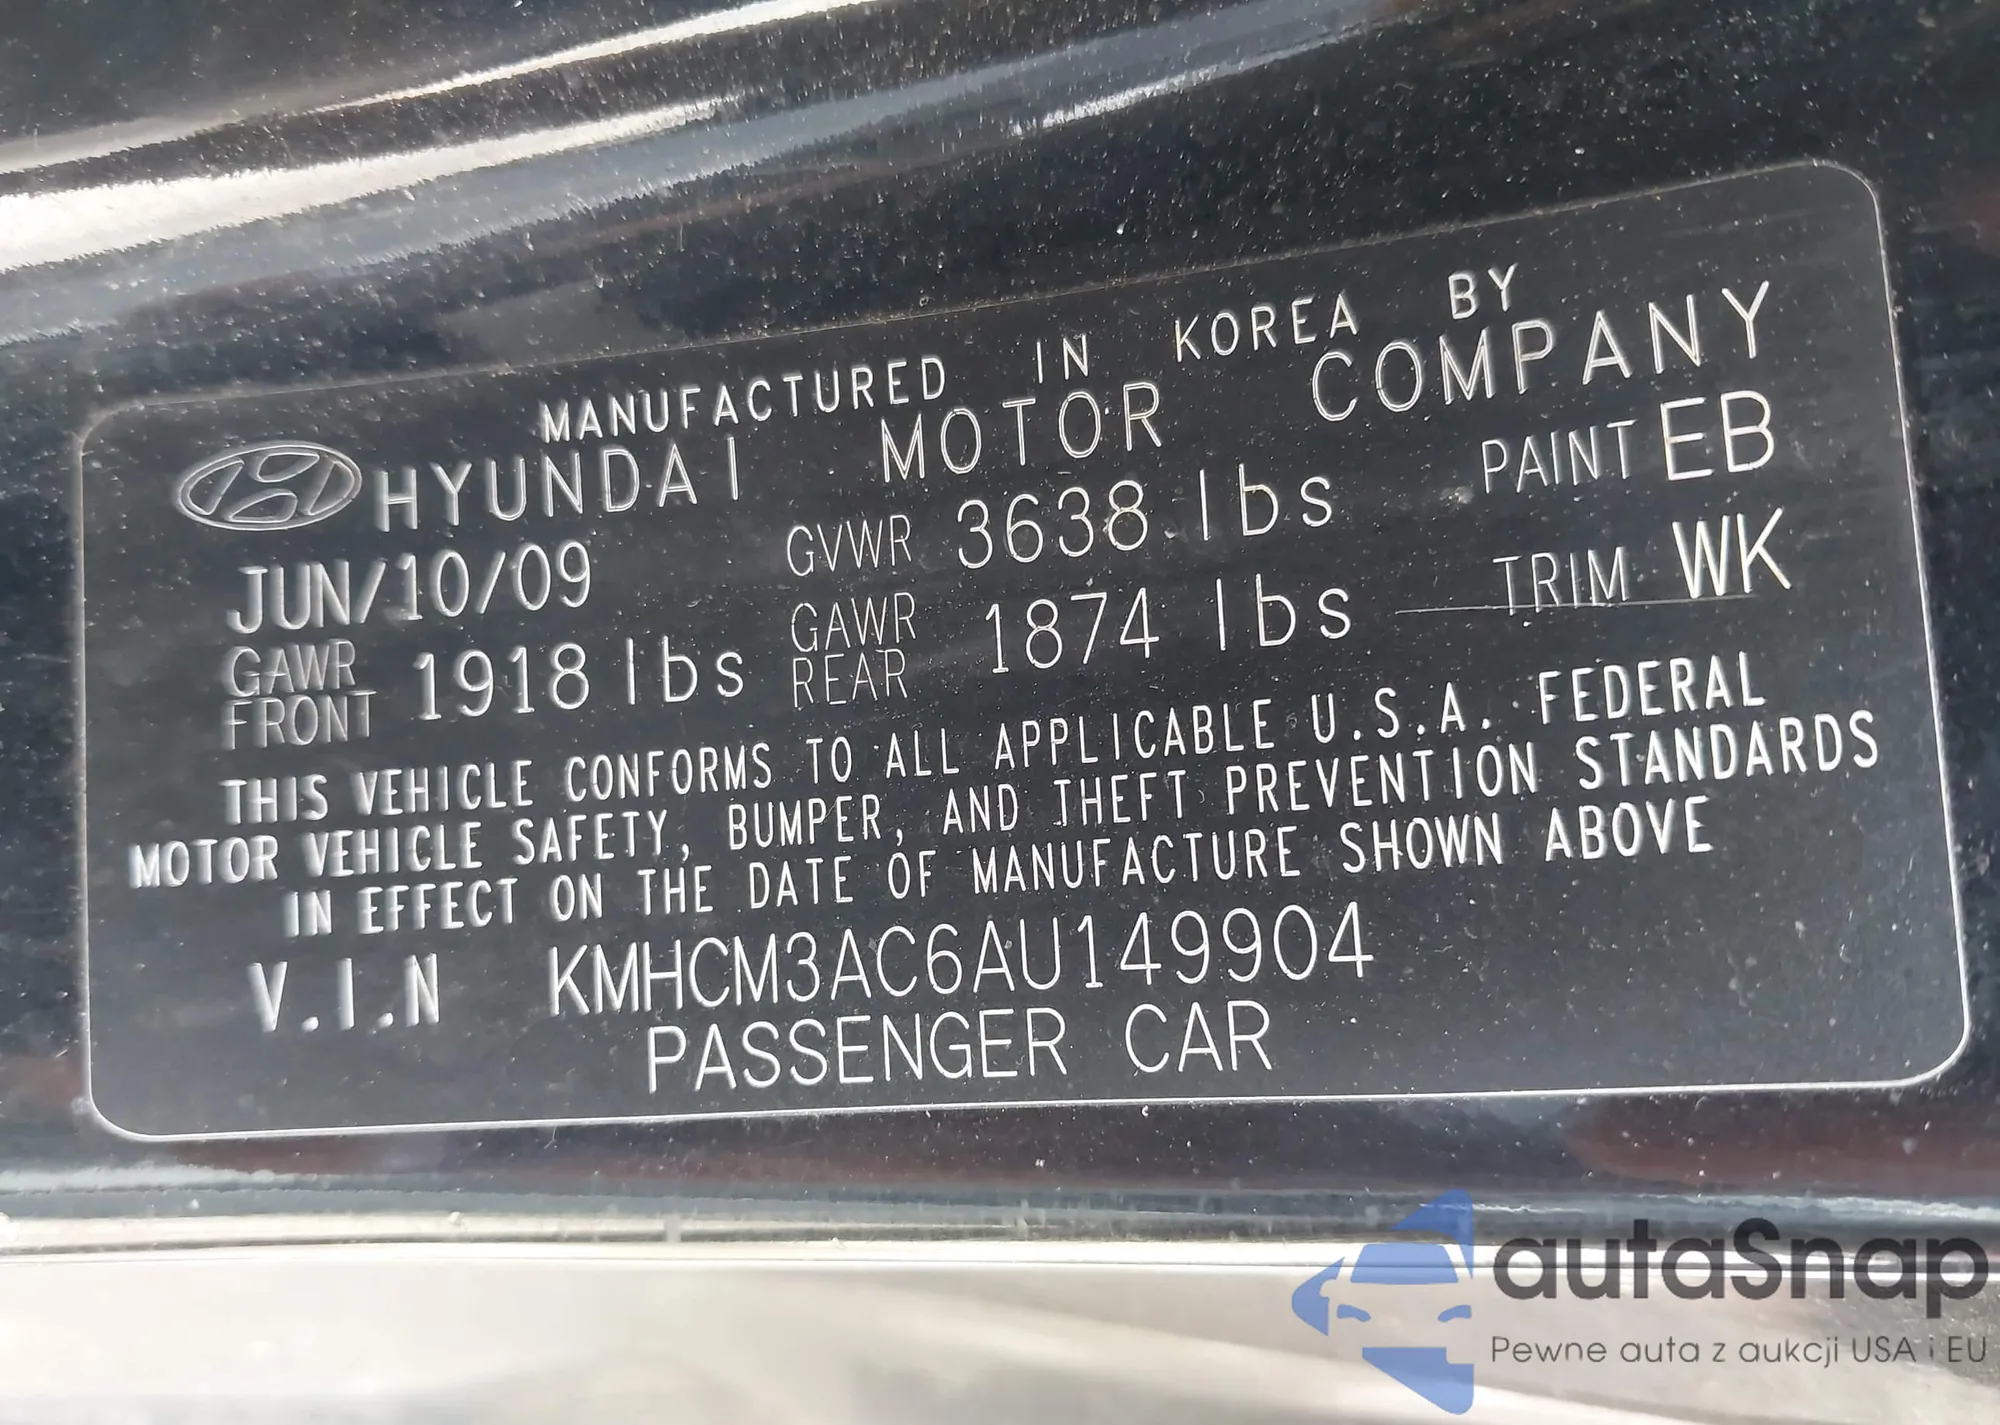 MANUFACTURED IN KOREA BY
HYUNDAI MOTOR COMPANY
JUN/10/09 GVWR 3638 lbs PAINT EB
GAWR FRONT 1918 lbs GAWR REAR 1874 lbs TRIM WK
THIS VEHICLE CONFORMS TO ALL APPLICABLE U.S.A. FEDERAL
MOTOR VEHICLE SAFETY, BUMPER, AND THEFT PREVENTION STANDARDS
IN EFFECT ON THE DATE OF MANUFACTURE SHOWN ABOVE
V.I.N KMHCM3AC6AU149904
PASSENGER CAR
autaSnap
Pewne auta z aukcji USA i EU